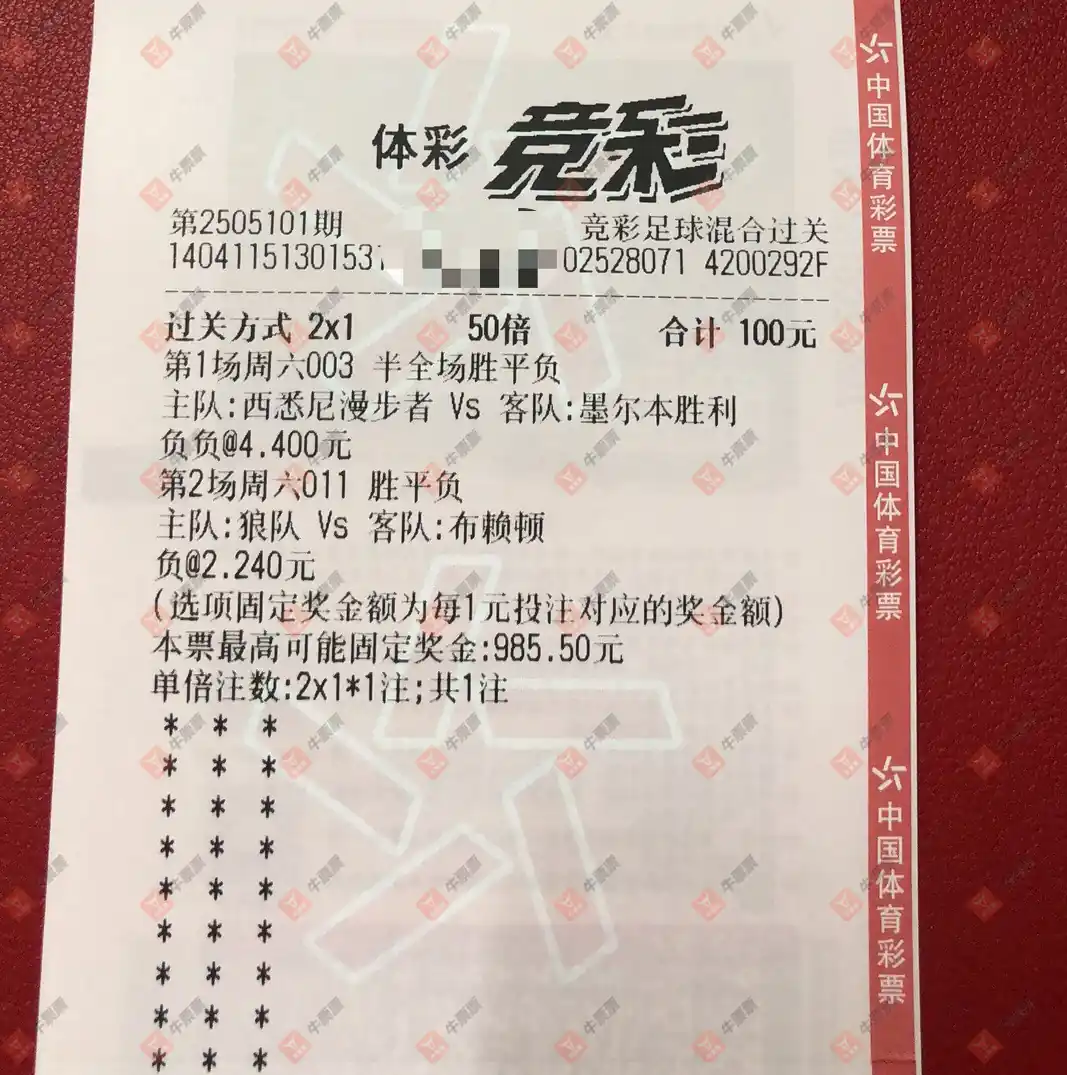 体彩 竞彩
第2505101期 竞彩足球混合过关
14041151301531 02528071 4200292F
过关方式 2x1 50倍 合计 100元
第1场周六003 半全场胜平负
主队:西悉尼漫步者 Vs 客队:墨尔本胜利
负负@4.400元
第2场周六011 胜平负
主队:狼队 Vs 客队:布赖顿
负@2.240元
(选项固定奖金额为每1元投注对应的奖金额)
本票最高可能固定奖金:985.50元
单倍注数:2x1*1注;共1注
* * *
* * *
* * *
* * *
* * *
* * *
* * *
* * *
* * *
中国体育彩票
中国体育彩票
中国体育彩票
牛票票